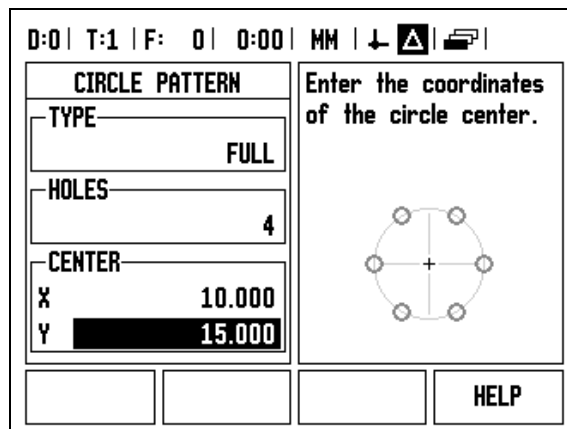 D:0 | T:1 | F: 0 | 0:00 | MM |
CIRCLE PATTERN
TYPE
FULL
HOLES
4
CENTER
X 10.000
Y 15.000
Enter the coordinates
of the circle center.
HELP